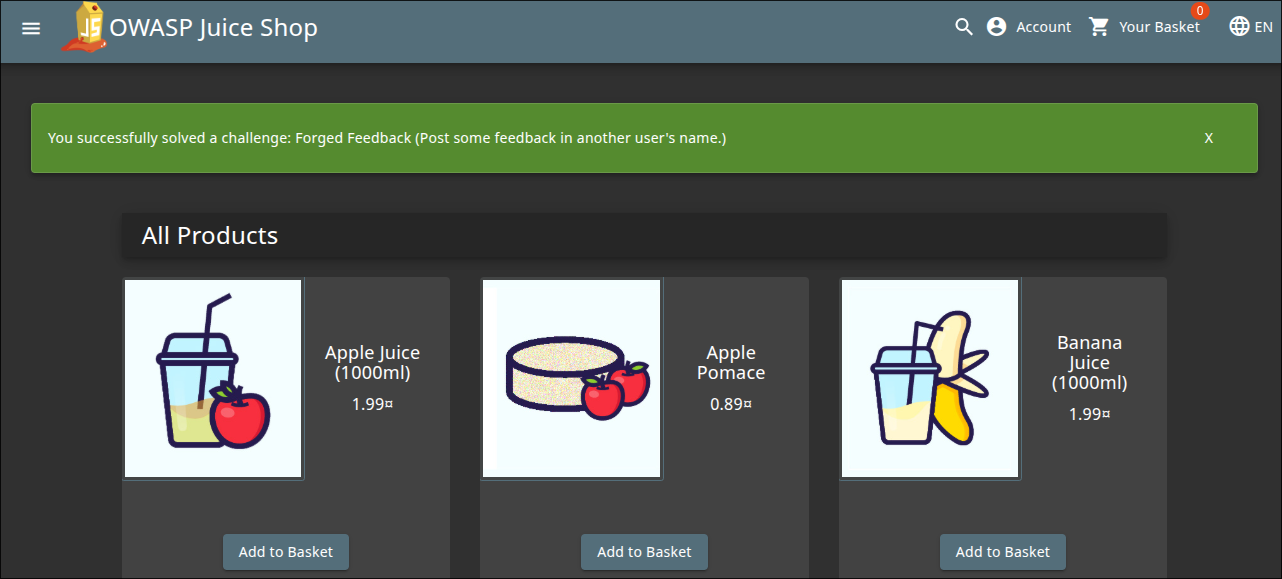 JS OWASP Juice Shop Account Your Basket 0 EN
You successfully solved a challenge: Forged Feedback (Post some feedback in another user's name.) X
All Products
Apple Juice
(1000ml)
1.99¤
Apple
Pomace
0.89¤
Banana
Juice
(1000ml)
1.99¤
Add to Basket
Add to Basket
Add to Basket